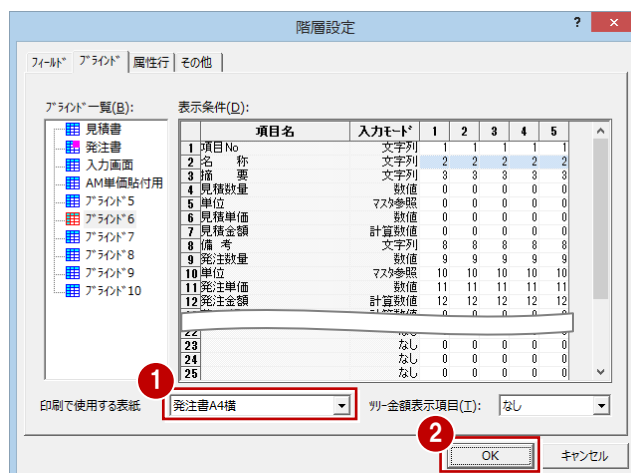 階層設定
? ×
ﾌｨｰﾙﾄﾞ ﾌﾞﾗｲﾝﾄﾞ 属性行 その他
ﾌﾞﾗｲﾝﾄﾞ一覧(B): 表示条件(D):
見積書
発注書
入力画面
AM単価貼付用
ﾌﾞﾗｲﾝﾄﾞ5
ﾌﾞﾗｲﾝﾄﾞ6
ﾌﾞﾗｲﾝﾄﾞ7
ﾌﾞﾗｲﾝﾄﾞ8
ﾌﾞﾗｲﾝﾄﾞ9
ﾌﾞﾗｲﾝﾄﾞ10
項目名 入力ﾓｰﾄﾞ 1 2 3 4 5
1 項目No 文字列 1 1 1 1 1
2 名 称 文字列 2 2 2 2 2
3 摘 要 文字列 3 3 3 3 3
4 見積数量 数値 0 0 0 0 0
5 単位 ﾏｽﾀ参照 0 0 0 0 0
6 見積単価 数値 0 0 0 0 0
7 見積金額 計算数値 0 0 0 0 0
8 備 考 文字列 8 8 8 8 8
9 発注数量 数値 9 9 9 9 9
10 単位 ﾏｽﾀ参照 10 10 10 10 10
11 発注単価 数値 11 11 11 11 11
12 発注金額 計算数値 12 12 12 12 12
23 なし 0 0 0 0 0
24 なし 0 0 0 0 0
25 なし 0 0 0 0 0
1
印刷で使用する表紙 発注書A4横 ﾂﾘｰ金額表示項目(T): なし
2
OK ｷｬﾝｾﾙ